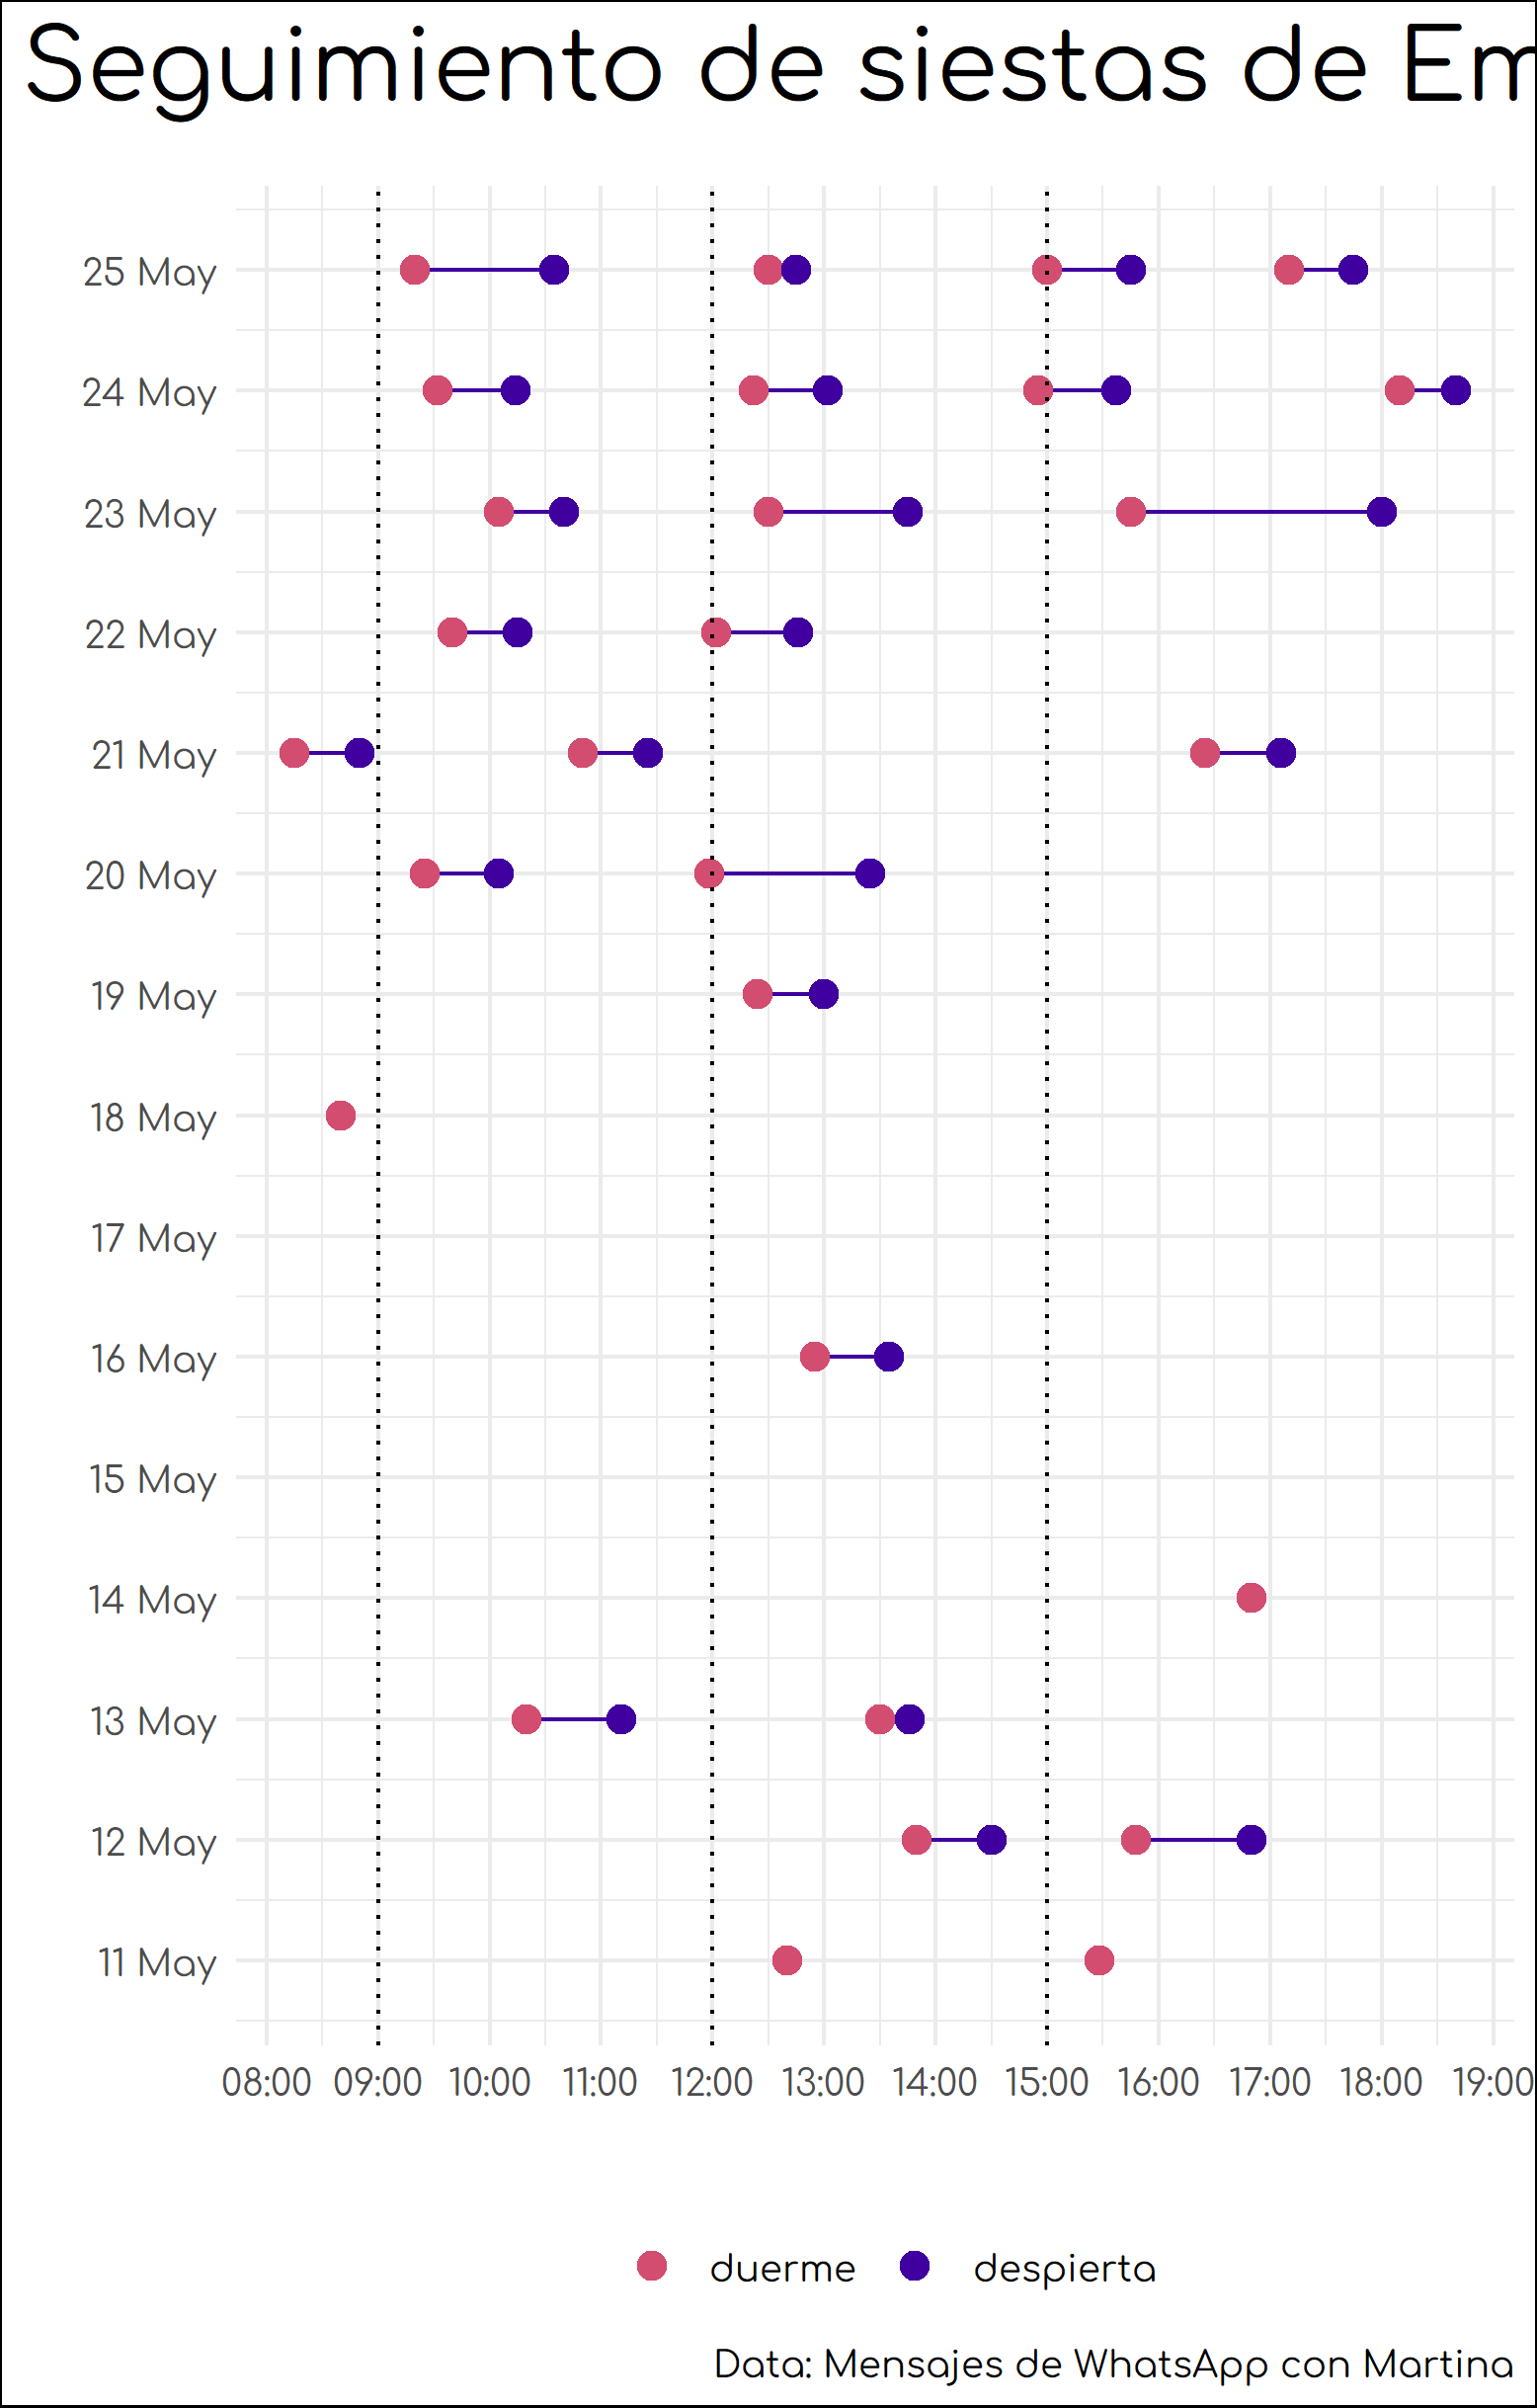 Seguimiento de siestas de Em
25 May
24 May
23 May
22 May
21 May
20 May
19 May
18 May
17 May
16 May
15 May
14 May
13 May
12 May
11 May
08:00 09:00 10:00 11:00 12:00 13:00 14:00 15:00 16:00 17:00 18:00 19:00
duerme despierta
Data: Mensajes de WhatsApp con Martina